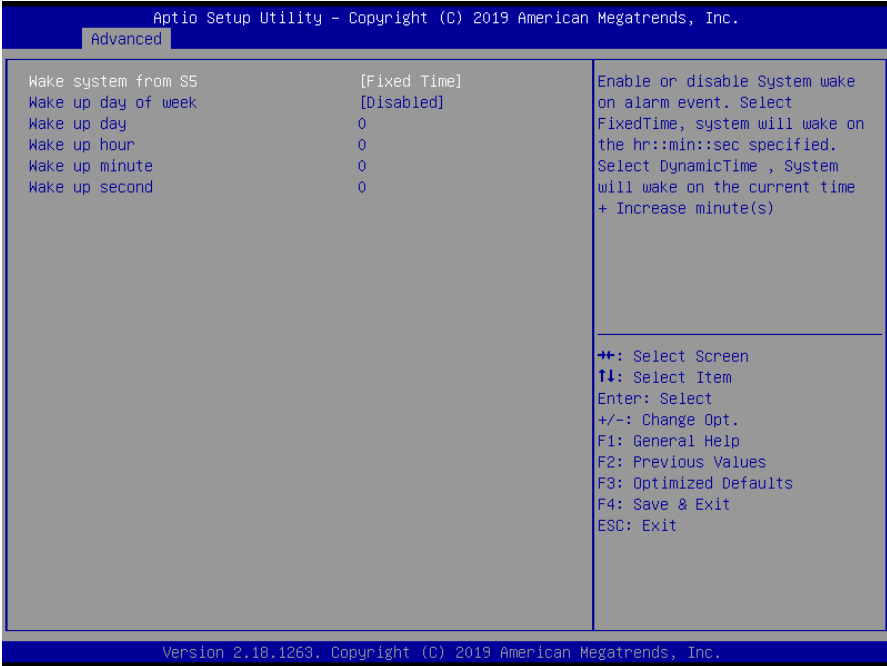 Aptio Setup Utility – Copyright (C) 2019 American Megatrends, Inc.
Advanced
Wake system from S5 [Fixed Time]
Wake up day of week [Disabled]
Wake up day 0
Wake up hour 0
Wake up minute 0
Wake up second 0
Enable or disable System wake
on alarm event. Select
FixedTime, system will wake on
the hr::min::sec specified.
Select DynamicTime , System
will wake on the current time
+ Increase minute(s)
→←: Select Screen
↑↓: Select Item
Enter: Select
+/-: Change Opt.
F1: General Help
F2: Previous Values
F3: Optimized Defaults
F4: Save & Exit
ESC: Exit
Version 2.18.1263. Copyright (C) 2019 American Megatrends, Inc.